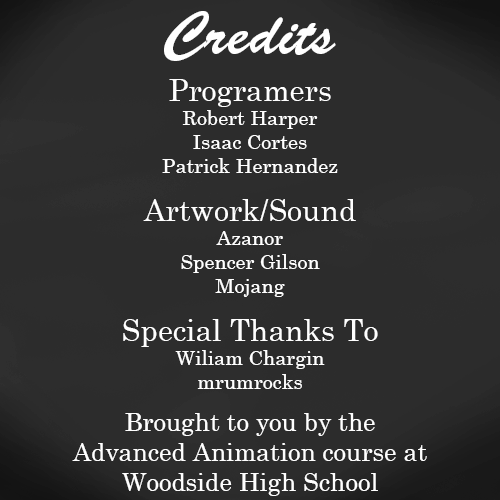 Credits
Programers
Robert Harper
Isaac Cortes
Patrick Hernandez
Artwork/Sound
Azanor
Spencer Gilson
Mojang
Special Thanks To
Wiliam Chargin
mrumrocks
Brought to you by the
Advanced Animation course at
Woodside High School